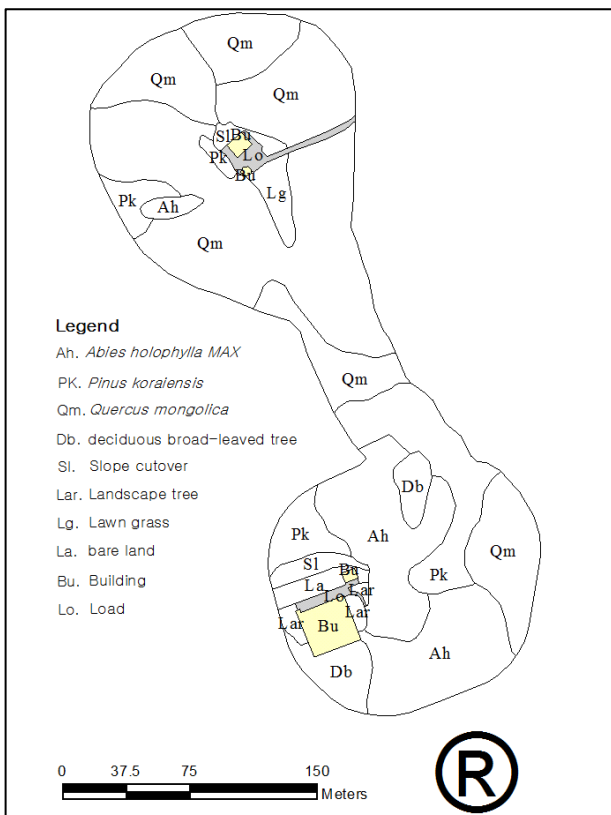 Qm
Qm
Qm
Sl Bu
Pk Lo
Bu
Lg
Pk
Ah
Qm
Legend
Ah. Abies holophylla MAX
PK. Pinus koraiensis
Qm. Quercus mongolica
Db. deciduous broad-leaved tree
Sl. Slope cutover
Lar. Landscape tree
Lg. Lawn grass
La. bare land
Bu. Building
Lo. Load
Qm
Db
Pk
Ah
Qm
Sl
Bu
Pk
La
Lo Lar
Lar Bu Lar
Ah
Db
0 37.5 75 150
Meters
R